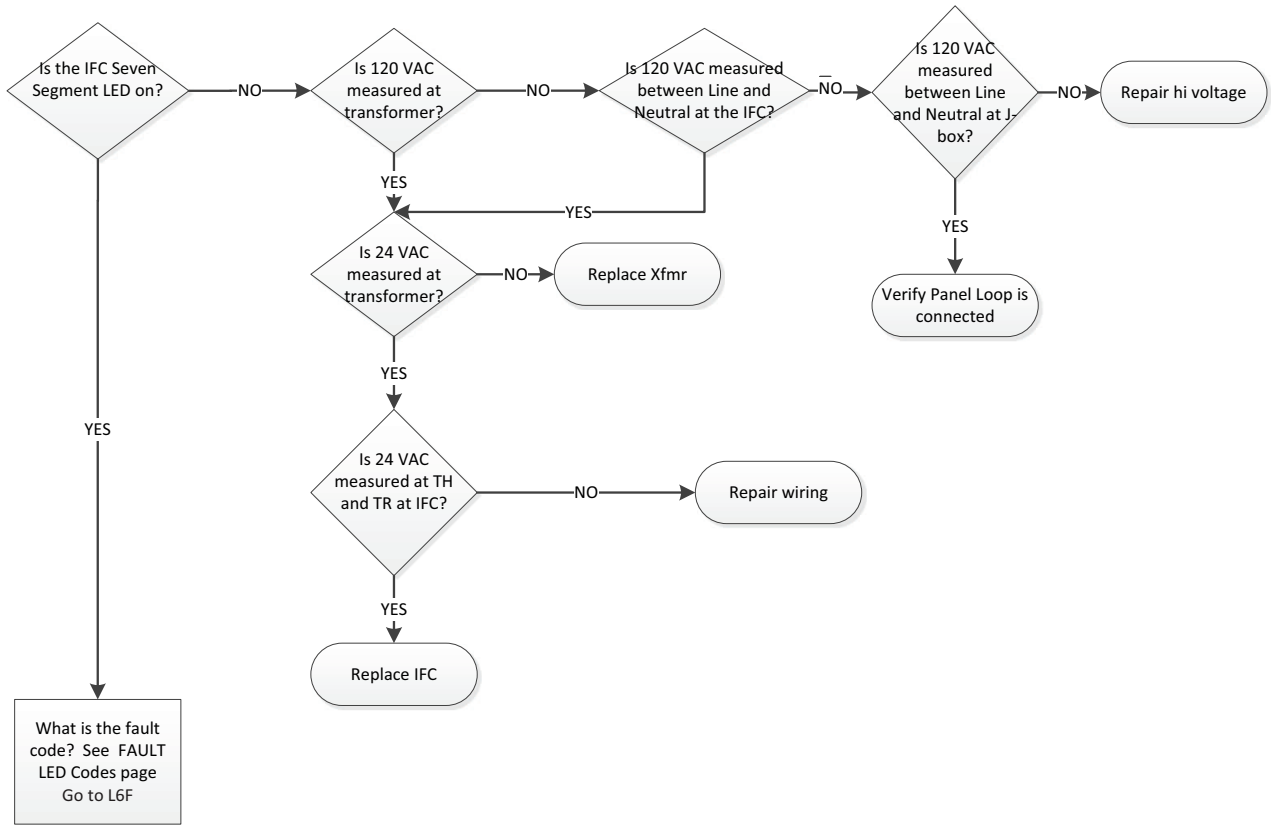 Is the IFC Seven
Segment LED on?
NO
Is 120 VAC
measured at
transformer?
NO
Is 120 VAC measured
between Line and
Neutral at the IFC?
NO
Is 120 VAC
measured
between Line
and Neutral at J-
box?
NO
Repair hi voltage
YES
YES
YES
Is 24 VAC
measured at
transformer?
NO
Replace Xfmr
Verify Panel Loop is
connected
YES
YES
Is 24 VAC
measured at TH
and TR at IFC?
NO
Repair wiring
YES
Replace IFC
What is the fault
code? See FAULT
LED Codes page
Go to L6F